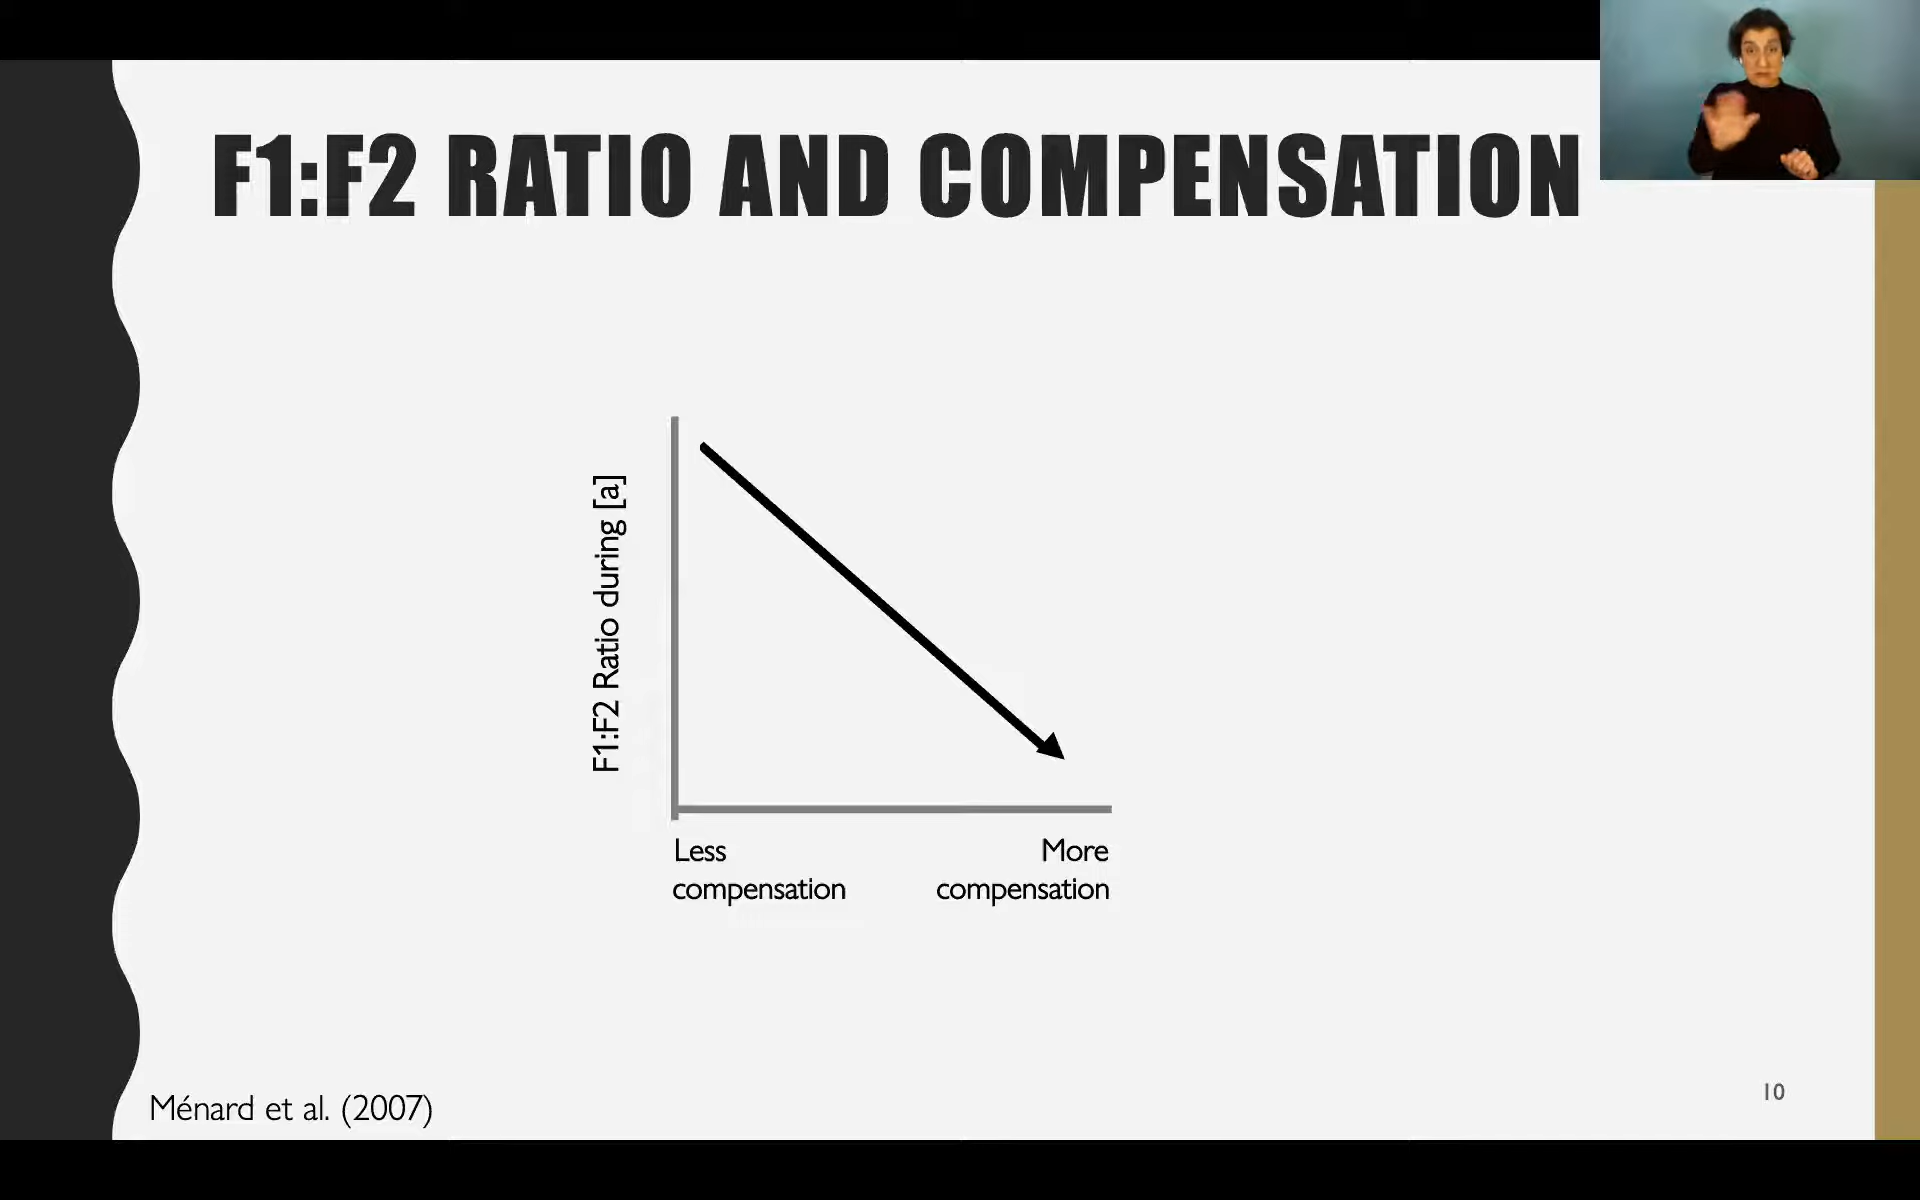 F1:F2 RATIO AND COMPENSATION
F1:F2 Ratio during [a]
Less
compensation
More
compensation
Ménard et al. (2007)
10